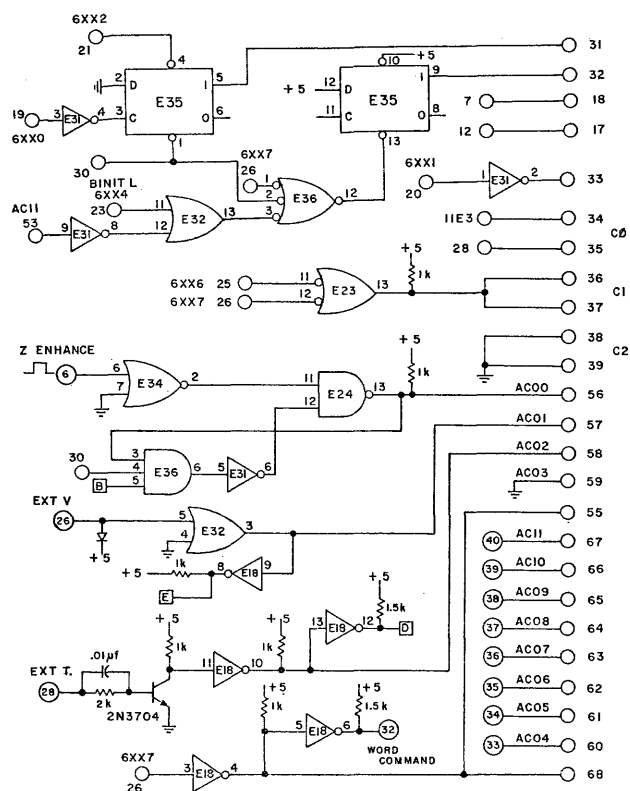 6XX2
21
4
+5
10
31
2 D 1 5
E35
+5 12 D 1 9
E35
32
19 3 E31 4 3 C 0 6
6XX0
11 C 0 8
7 18
1
13
12 17
30
6XX7
26 1
2
3 E36 12
6XX1
20 1 E31 2 33
BINIT L
6XX4
23 11
12 E32 13
AC11
53 9 E31 8
11E3 34
CØ
28 35
+5
1k
6XX6 25 11
6XX7 26 12 E23 13
36
C1
37
38
C2
39
Z ENHANCE
6 6
7 E34 2
+5
1k
11
12 E24 13
AC00 56
AC01 57
30
3
4
5 E36 6 5 E31 6
B
AC02 58
AC03 59
EXT V
26 5
4 E32 3
+5
55
+5 1k 8 E18 9
E
40 AC11 67
39 AC10 66
38 AC09 65
37 AC08 64
36 AC07 63
35 AC06 62
34 AC05 61
33 AC04 60
+5
1k
+5
1k
+5
1.5k
13 E18 12 D
EXT T.
28
.01µf
2k
2N3704
11 E18 10
+5
1k
+5
1.5k
5 E18 6 32
WORD
COMMAND
6XX7
26 3 E18 4 68